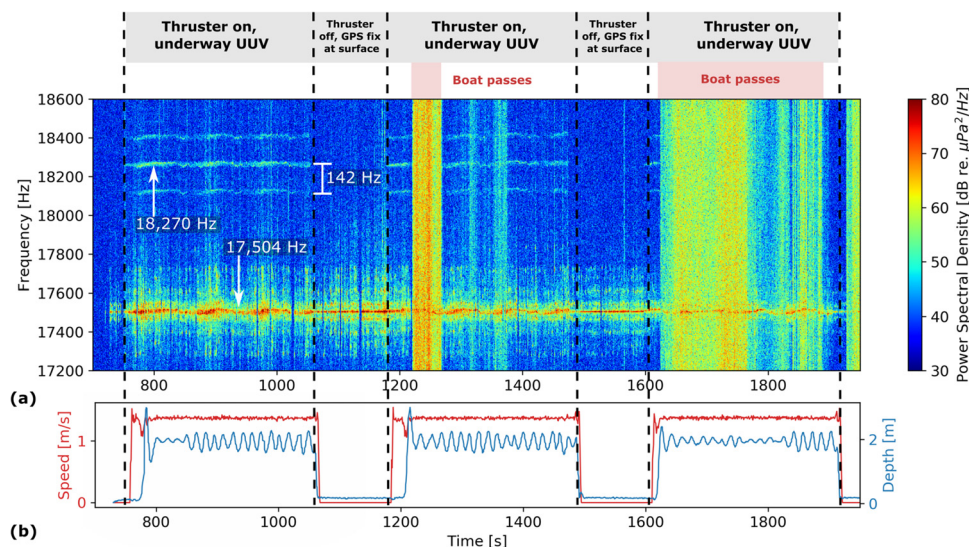 Thruster on,
underway UUV
Thruster
off, GPS fix
at surface
Thruster on,
underway UUV
Thruster
off, GPS fix
at surface
Thruster on,
underway UUV
Boat passes
Boat passes
18600
18400
18200
18000
17800
17600
17400
17200
Frequency [Hz]
142 Hz
18,270 Hz
17,504 Hz
800
1000
1200
1400
1600
1800
80
70
60
50
40
30
Power Spectral Density [dB re. μPa²/Hz]
(a)
Speed [m/s]
1
0
2
0
Depth [m]
800
1000
1200
1400
1600
1800
Time [s]
(b)